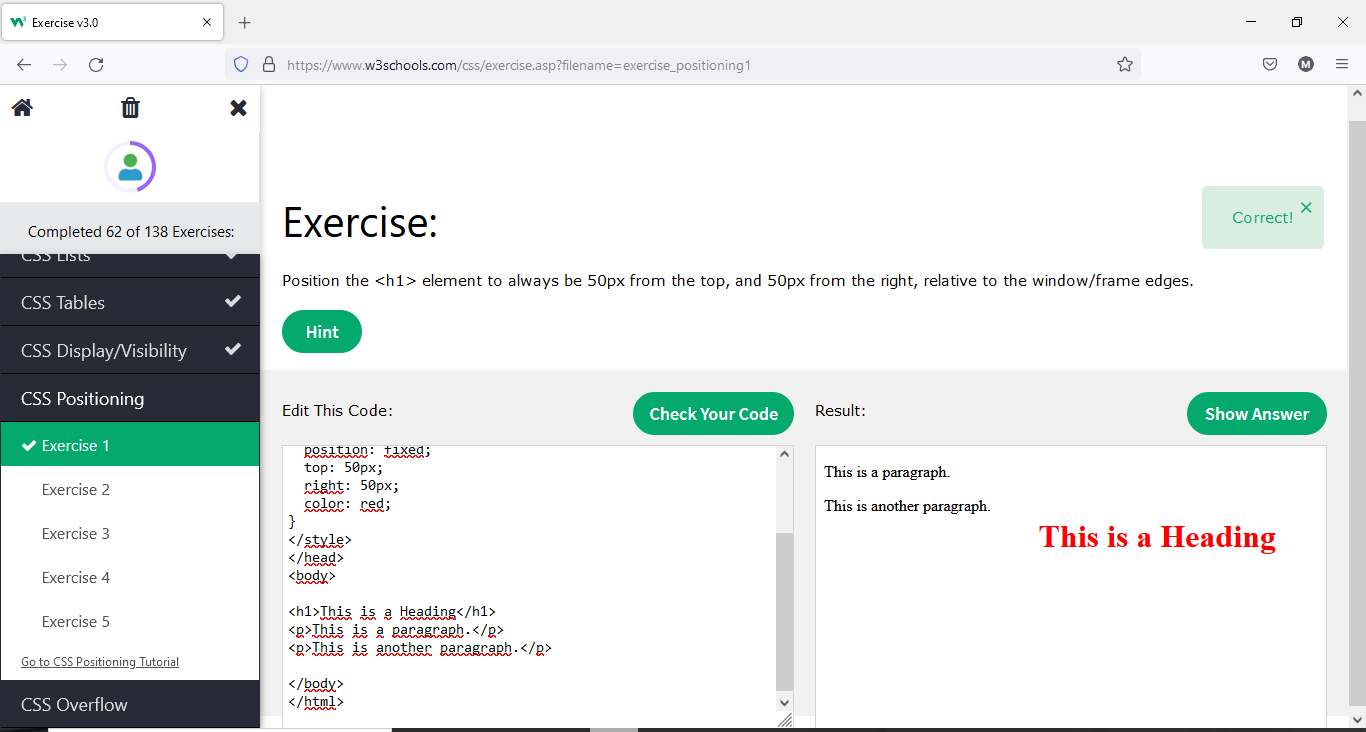 Exercise v3.0
https://www.w3schools.com/css/exercise.asp?filename=exercise_positioning1
M
Completed 62 of 138 Exercises:
CSS Lists
CSS Tables
CSS Display/Visibility
CSS Positioning
Exercise 1
Exercise 2
Exercise 3
Exercise 4
Exercise 5
Go to CSS Positioning Tutorial
CSS Overflow
Exercise:
Correct!
Position the <h1> element to always be 50px from the top, and 50px from the right, relative to the window/frame edges.
Hint
Edit This Code:
Check Your Code
position: fixed;
top: 50px;
right: 50px;
color: red;
}
</style>
</head>
<body>
<h1>This is a Heading</h1>
<p>This is a paragraph.</p>
<p>This is another paragraph.</p>
</body>
</html>
Result:
Show Answer
This is a paragraph.
This is another paragraph.
This is a Heading